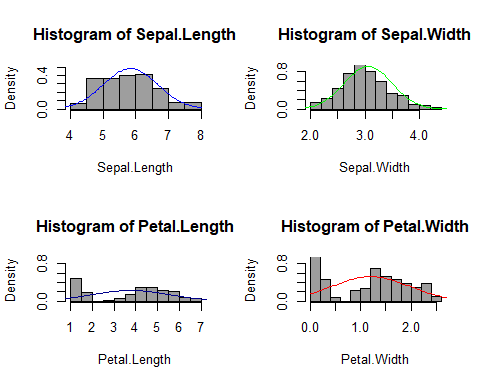 Histogram of Sepal.Length
Density
0.0 0.4
4 5 6 7 8
Sepal.Length
Histogram of Sepal.Width
Density
0.0 0.8
2.0 3.0 4.0
Sepal.Width
Histogram of Petal.Length
Density
0.0 0.8
1 2 3 4 5 6 7
Petal.Length
Histogram of Petal.Width
Density
0.0 0.8
0.0 1.0 2.0
Petal.Width